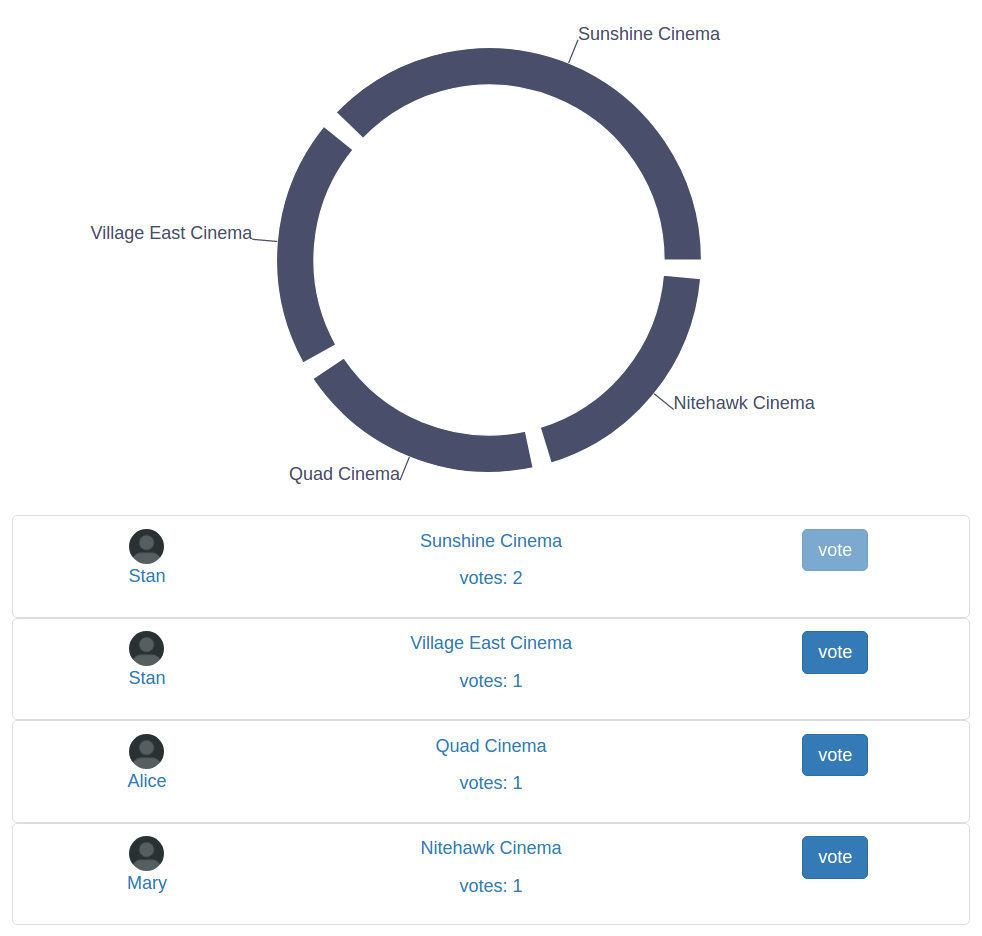 Sunshine Cinema
Village East Cinema
Nitehawk Cinema
Quad Cinema
Stan
Sunshine Cinema
votes: 2
vote
Stan
Village East Cinema
votes: 1
vote
Alice
Quad Cinema
votes: 1
vote
Mary
Nitehawk Cinema
votes: 1
vote